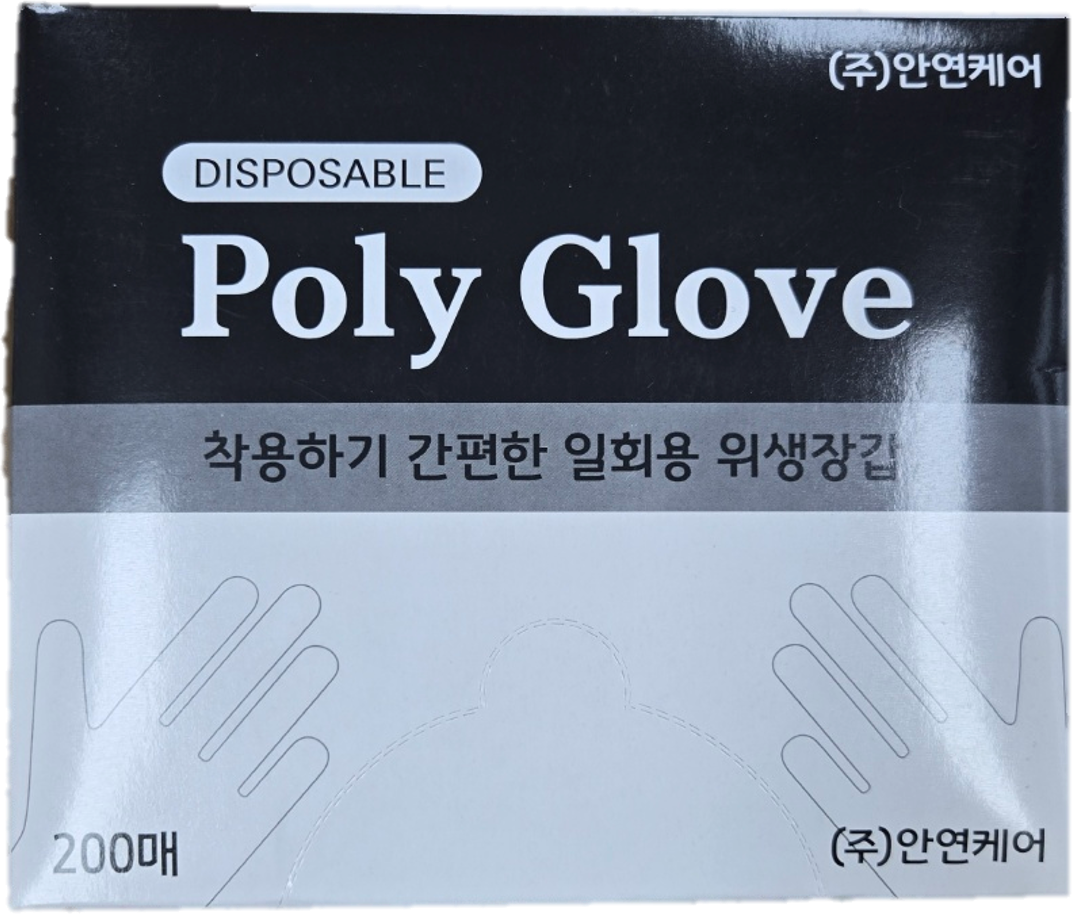 (주)안연케어
DISPOSABLE
Poly Glove
착용하기 간편한 일회용 위생장갑
200매
(주)안연케어